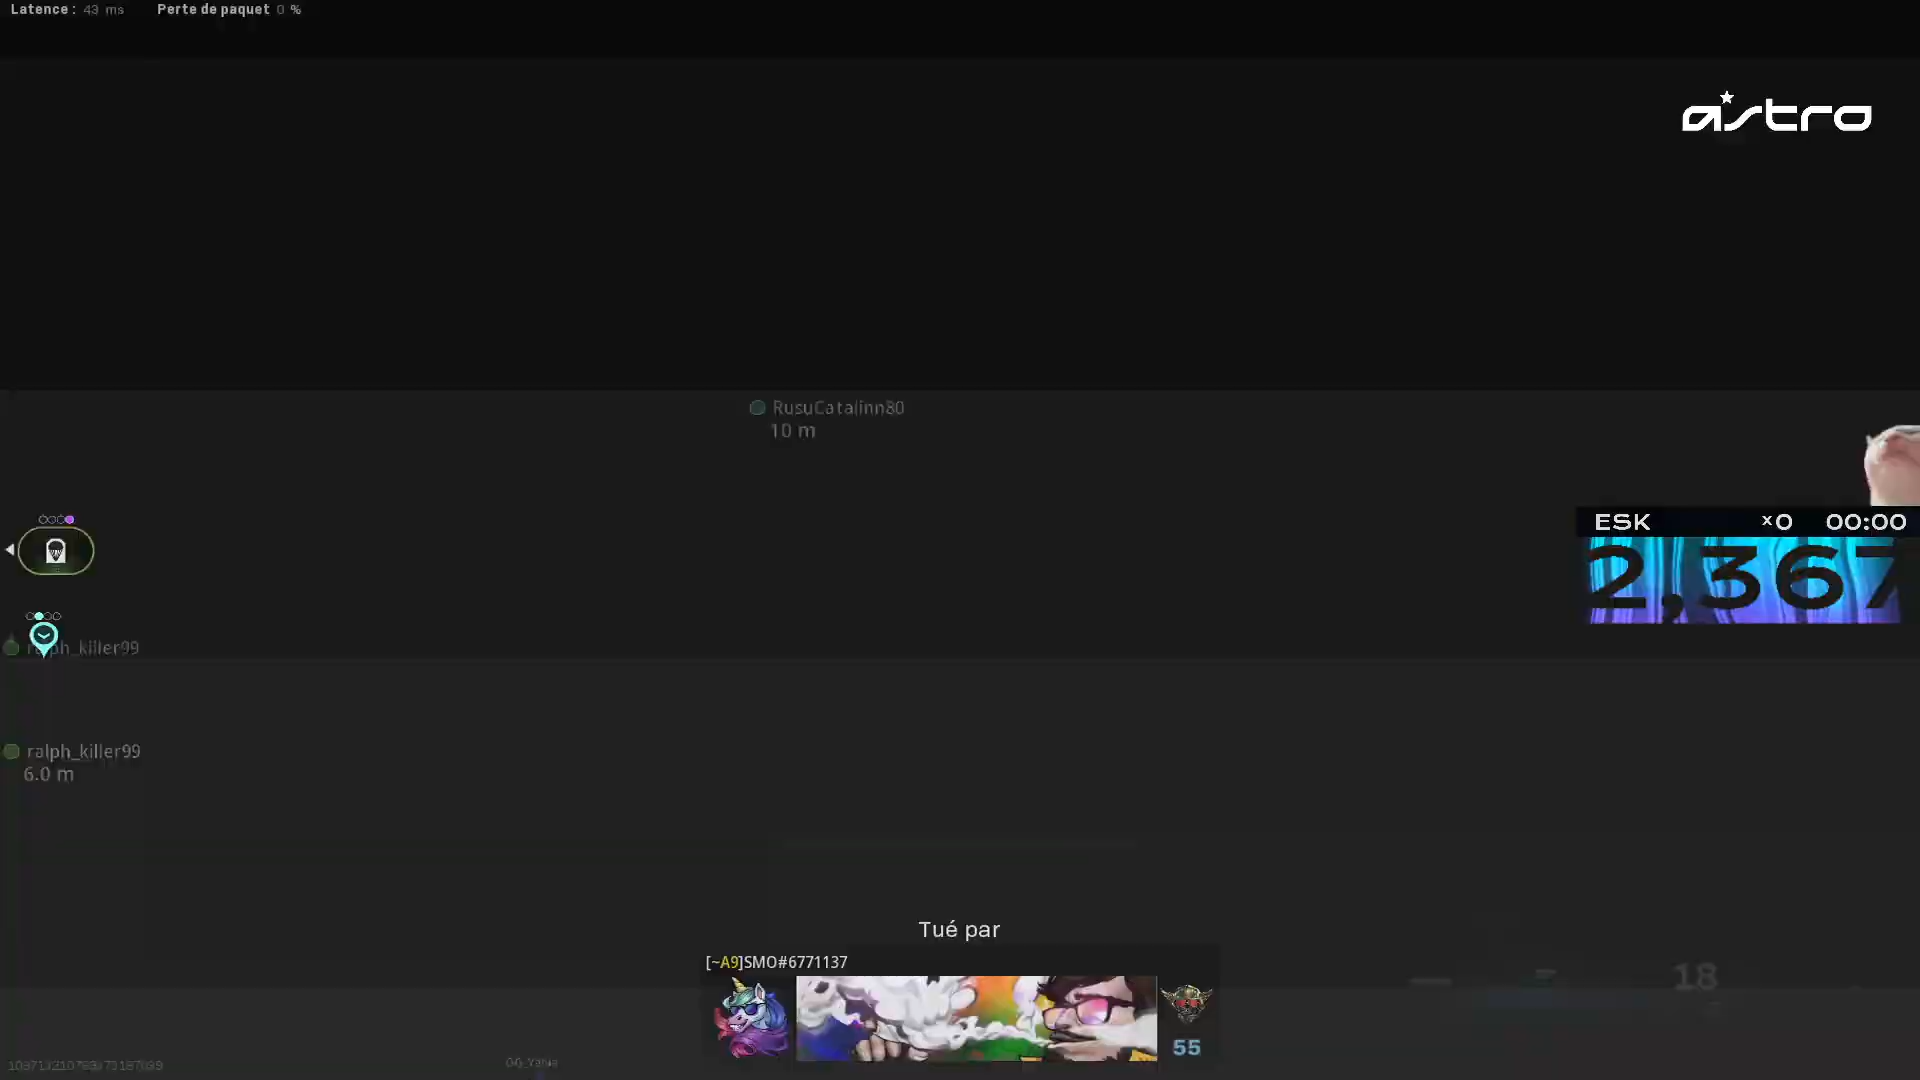 Latence : 43 ms Perte de paquet 0 %
astro
RusuCatalinn80
10 m
ESK x0 00:00
2,367
ralph_killer99
ralph_killer99
6.0 m
Tué par
[~A9]SMO#6771137
18
55